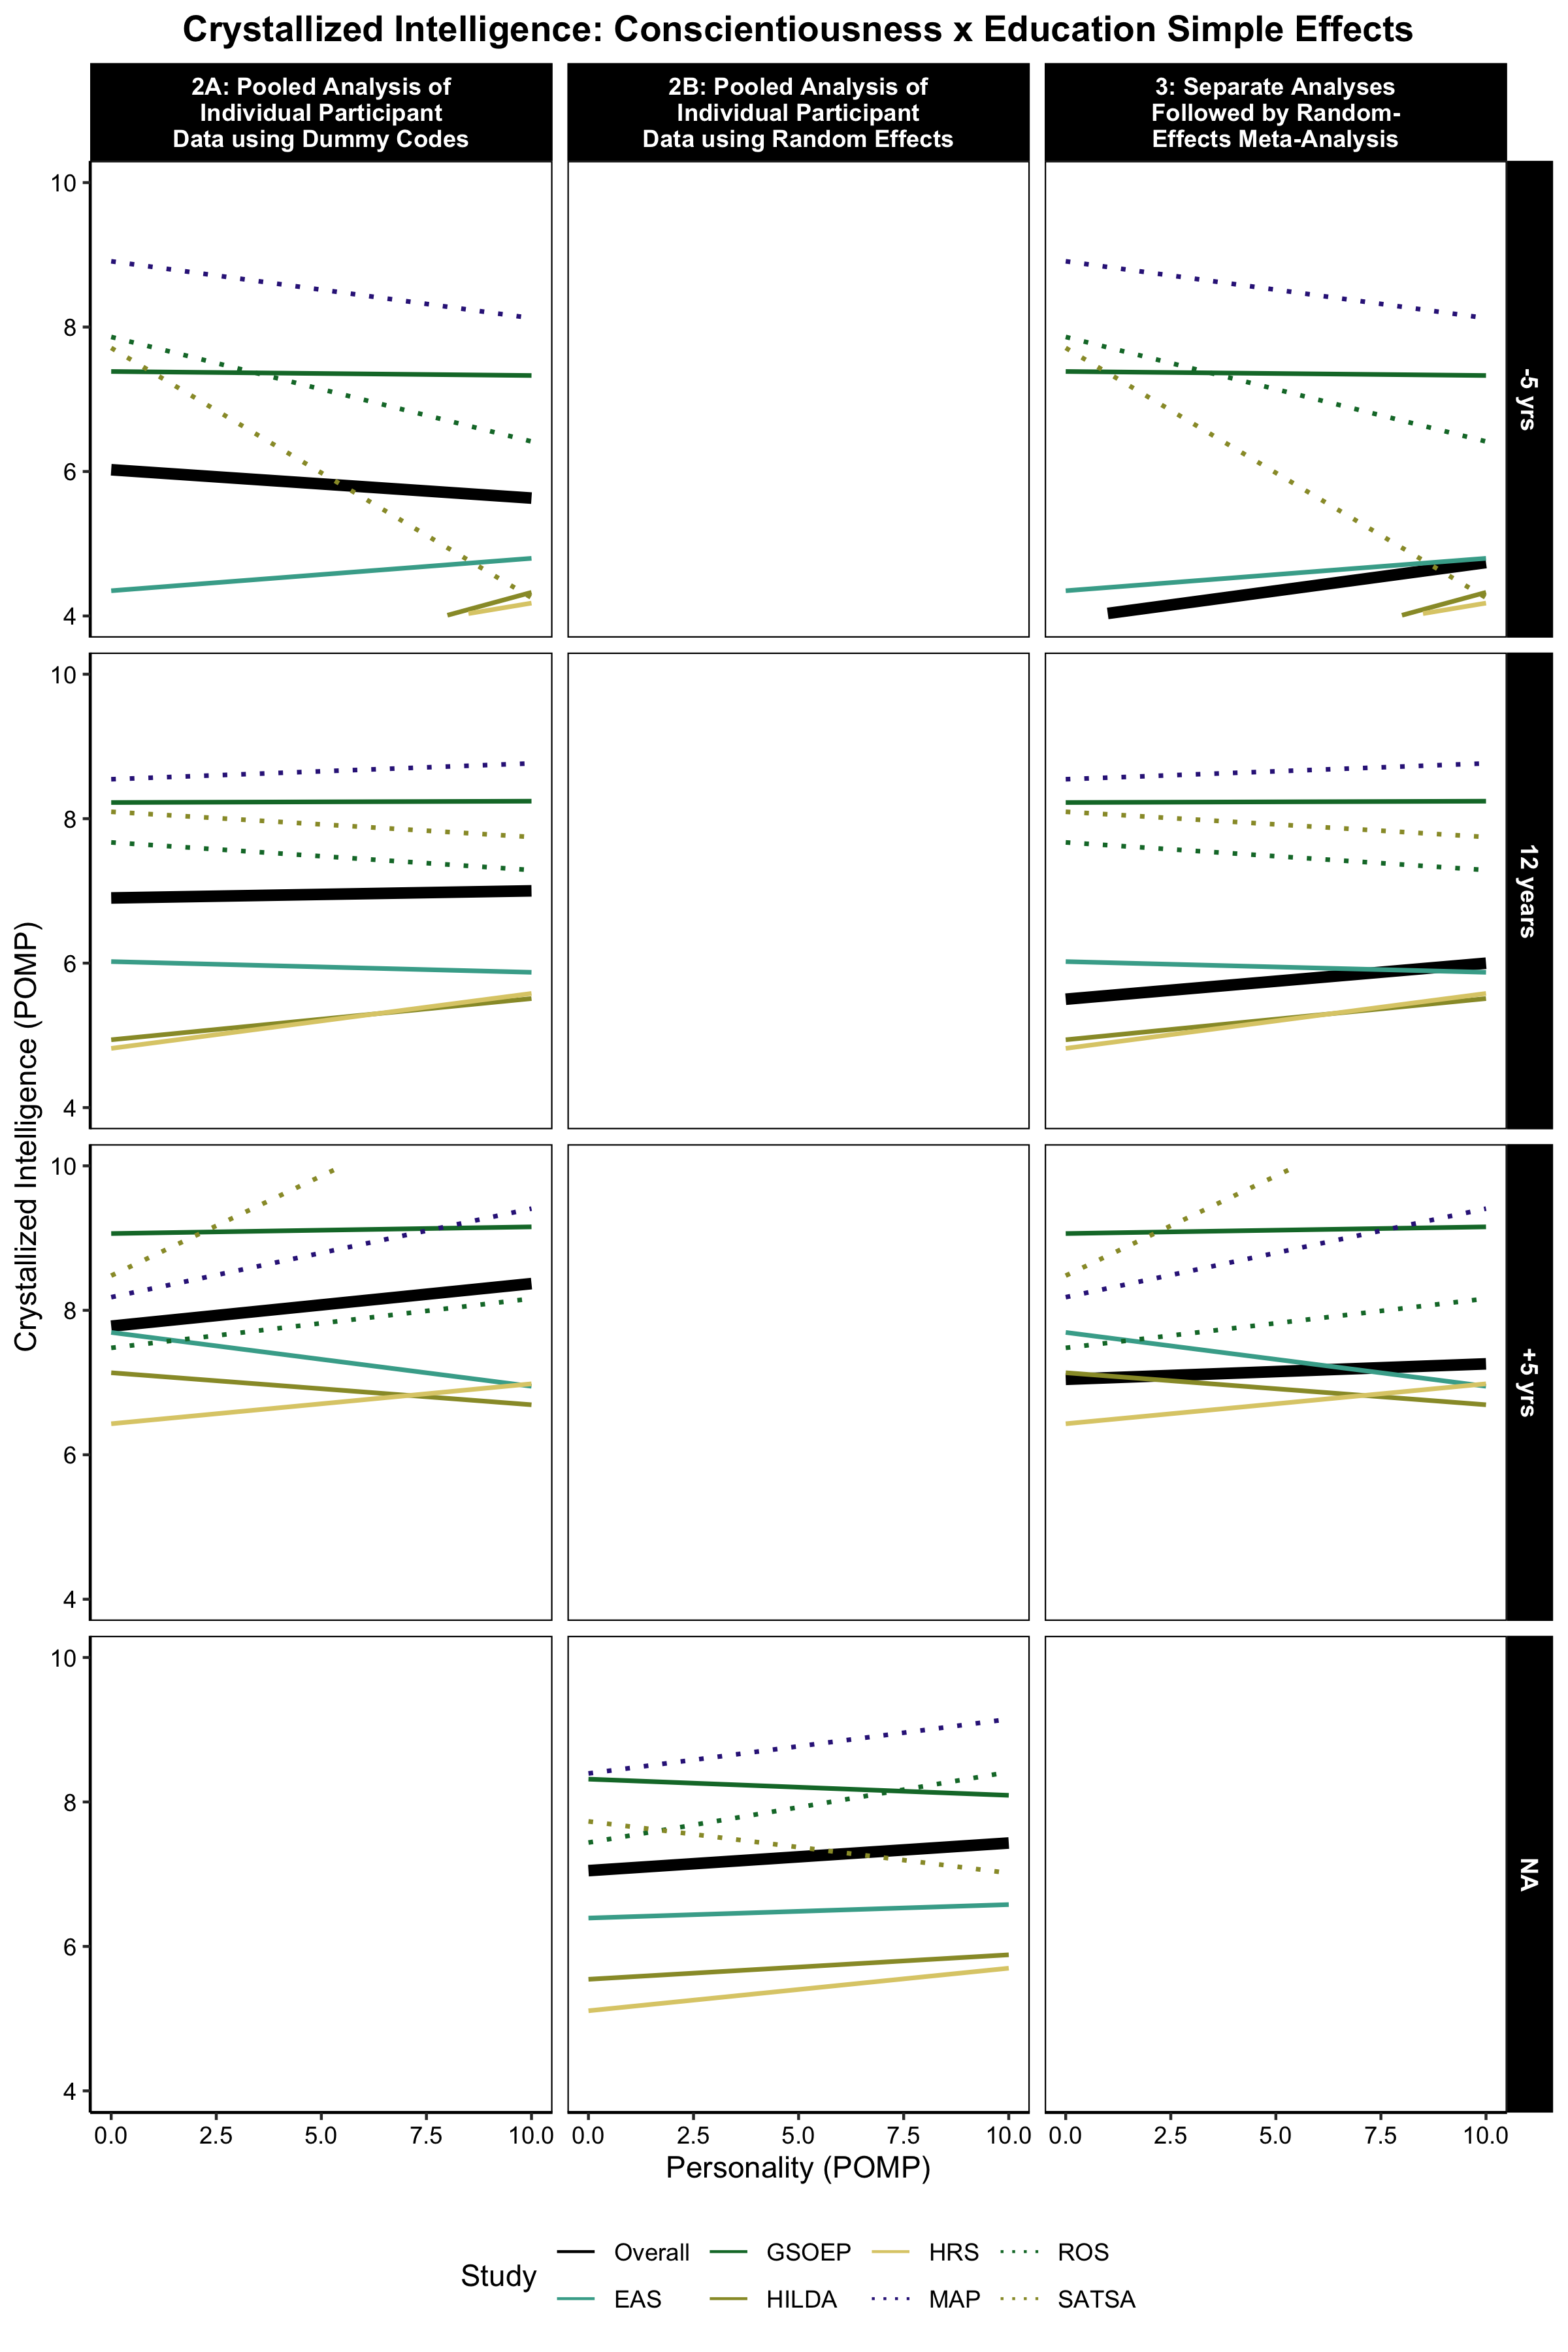 Crystallized Intelligence: Conscientiousness x Education Simple Effects
2A: Pooled Analysis of
Individual Participant
Data using Dummy Codes
2B: Pooled Analysis of
Individual Participant
Data using Random Effects
3: Separate Analyses
Followed by Random-
Effects Meta-Analysis
10
8
6
4
-5 yrs
10
8
6
4
12 years
10
8
6
4
+5 yrs
10
8
6
4
NA
Crystallized Intelligence (POMP)
0.0 2.5 5.0 7.5 10.0
0.0 2.5 5.0 7.5 10.0
0.0 2.5 5.0 7.5 10.0
Personality (POMP)
Study
Overall GSOEP HRS ROS
EAS HILDA MAP SATSA